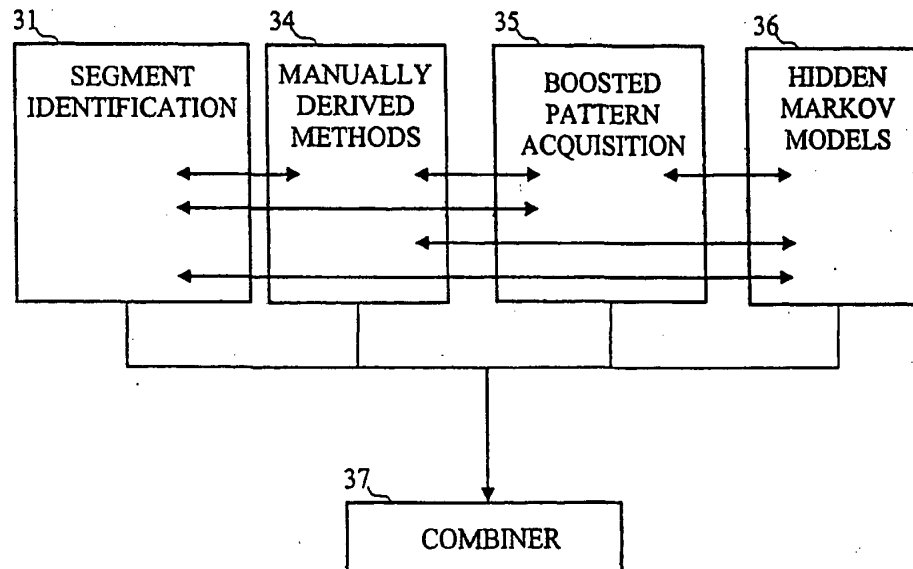 31
SEGMENT
IDENTIFICATION
34
MANUALLY
DERIVED
METHODS
35
BOOSTED
PATTERN
ACQUISITION
36
HIDDEN
MARKOV
MODELS
37
COMBINER